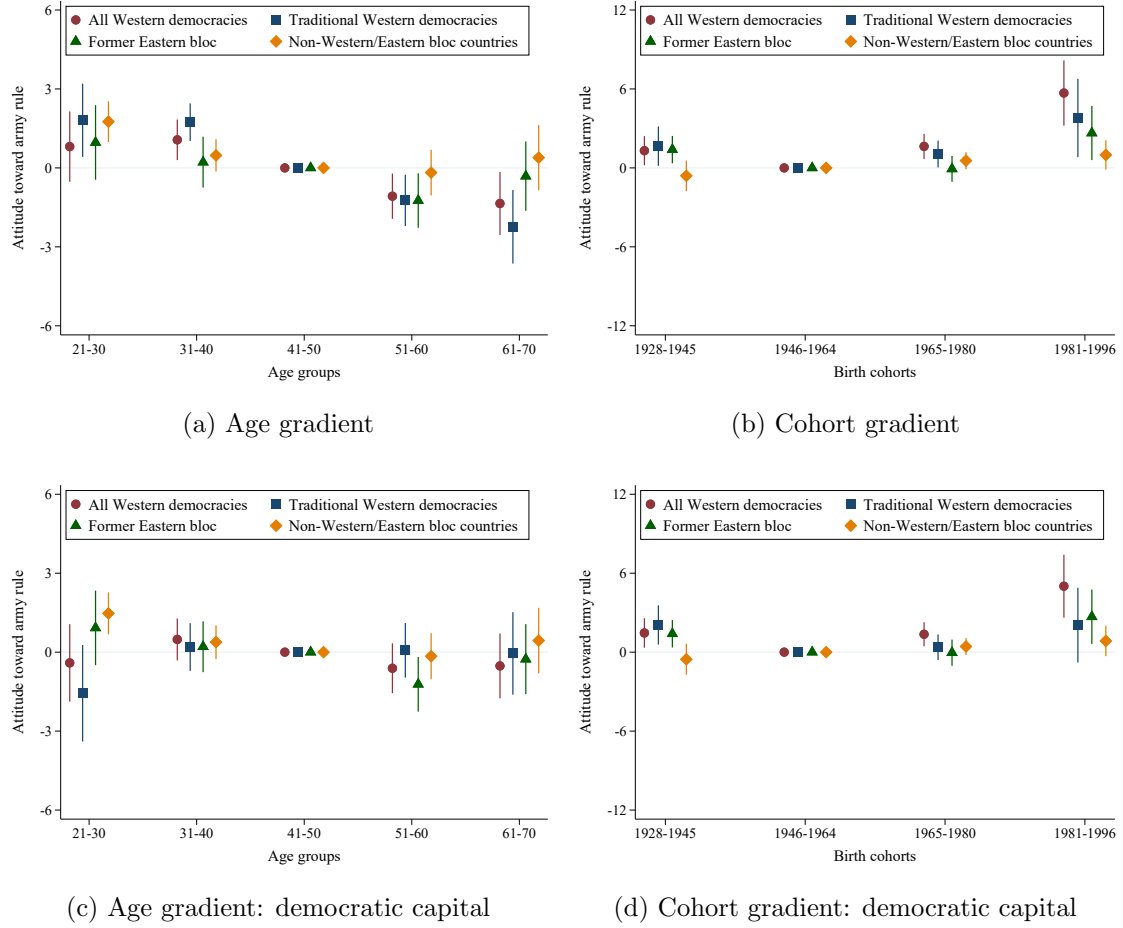 All Western democracies
Traditional Western democracies
Former Eastern bloc
Non-Western/Eastern bloc countries
Attitude toward army rule
6
3
0
-3
-6
21-30
31-40
41-50
51-60
61-70
Age groups
(a) Age gradient
All Western democracies
Traditional Western democracies
Former Eastern bloc
Non-Western/Eastern bloc countries
Attitude toward army rule
12
6
0
-6
-12
1928-1945
1946-1964
1965-1980
1981-1996
Birth cohorts
(b) Cohort gradient
All Western democracies
Traditional Western democracies
Former Eastern bloc
Non-Western/Eastern bloc countries
Attitude toward army rule
6
3
0
-3
-6
21-30
31-40
41-50
51-60
61-70
Age groups
(c) Age gradient: democratic capital
All Western democracies
Traditional Western democracies
Former Eastern bloc
Non-Western/Eastern bloc countries
Attitude toward army rule
12
6
0
-6
-12
1928-1945
1946-1964
1965-1980
1981-1996
Birth cohorts
(d) Cohort gradient: democratic capital